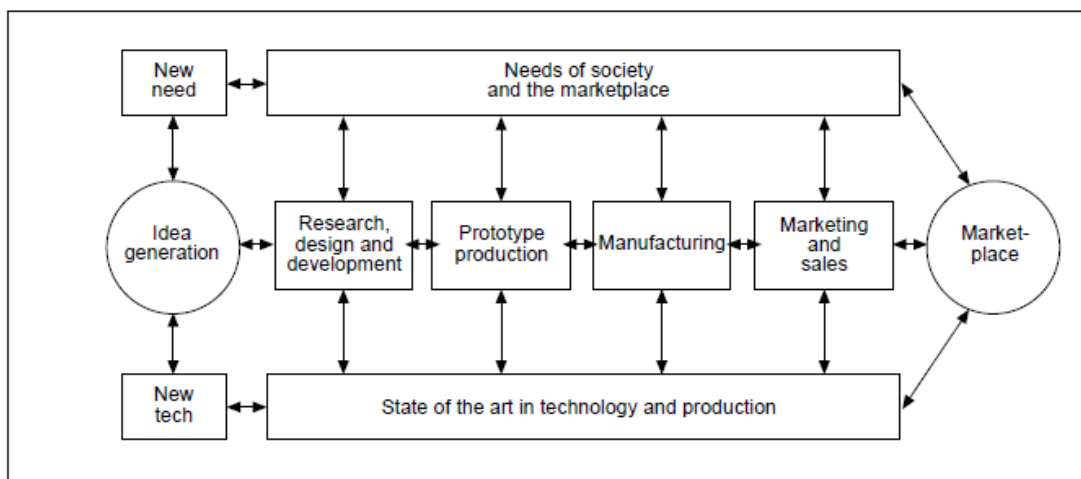 New
need
Needs of society
and the marketplace
Idea
generation
Research,
design and
development
Prototype
production
Manufacturing
Marketing
and
sales
Market-
place
New
tech
State of the art in technology and production